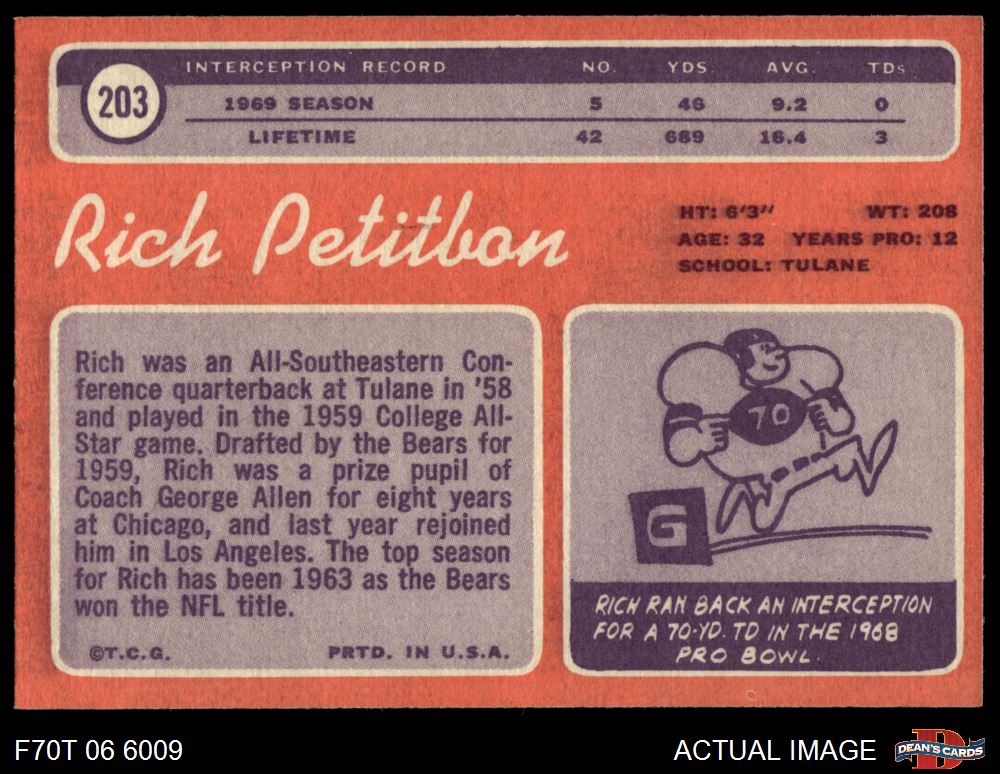 203
INTERCEPTION RECORD NO. YDS. AVG. TDs
1969 SEASON 5 46 9.2 0
LIFETIME 42 689 16.4 3
Rich Petitbon
HT: 6'3" WT: 208
AGE: 32 YEARS PRO: 12
SCHOOL: TULANE
Rich was an All-Southeastern Con-
ference quarterback at Tulane in '58
and played in the 1959 College All-
Star game. Drafted by the Bears for
1959, Rich was a prize pupil of
Coach George Allen for eight years
at Chicago, and last year rejoined
him in Los Angeles. The top season
for Rich has been 1963 as the Bears
won the NFL title.
©T.C.G. PRTD. IN U.S.A.
70
G
RICH RAN BACK AN INTERCEPTION
FOR A 70-YD. TD IN THE 1968
PRO BOWL.
F70T 06 6009
ACTUAL IMAGE
D
DEAN'S CARDS